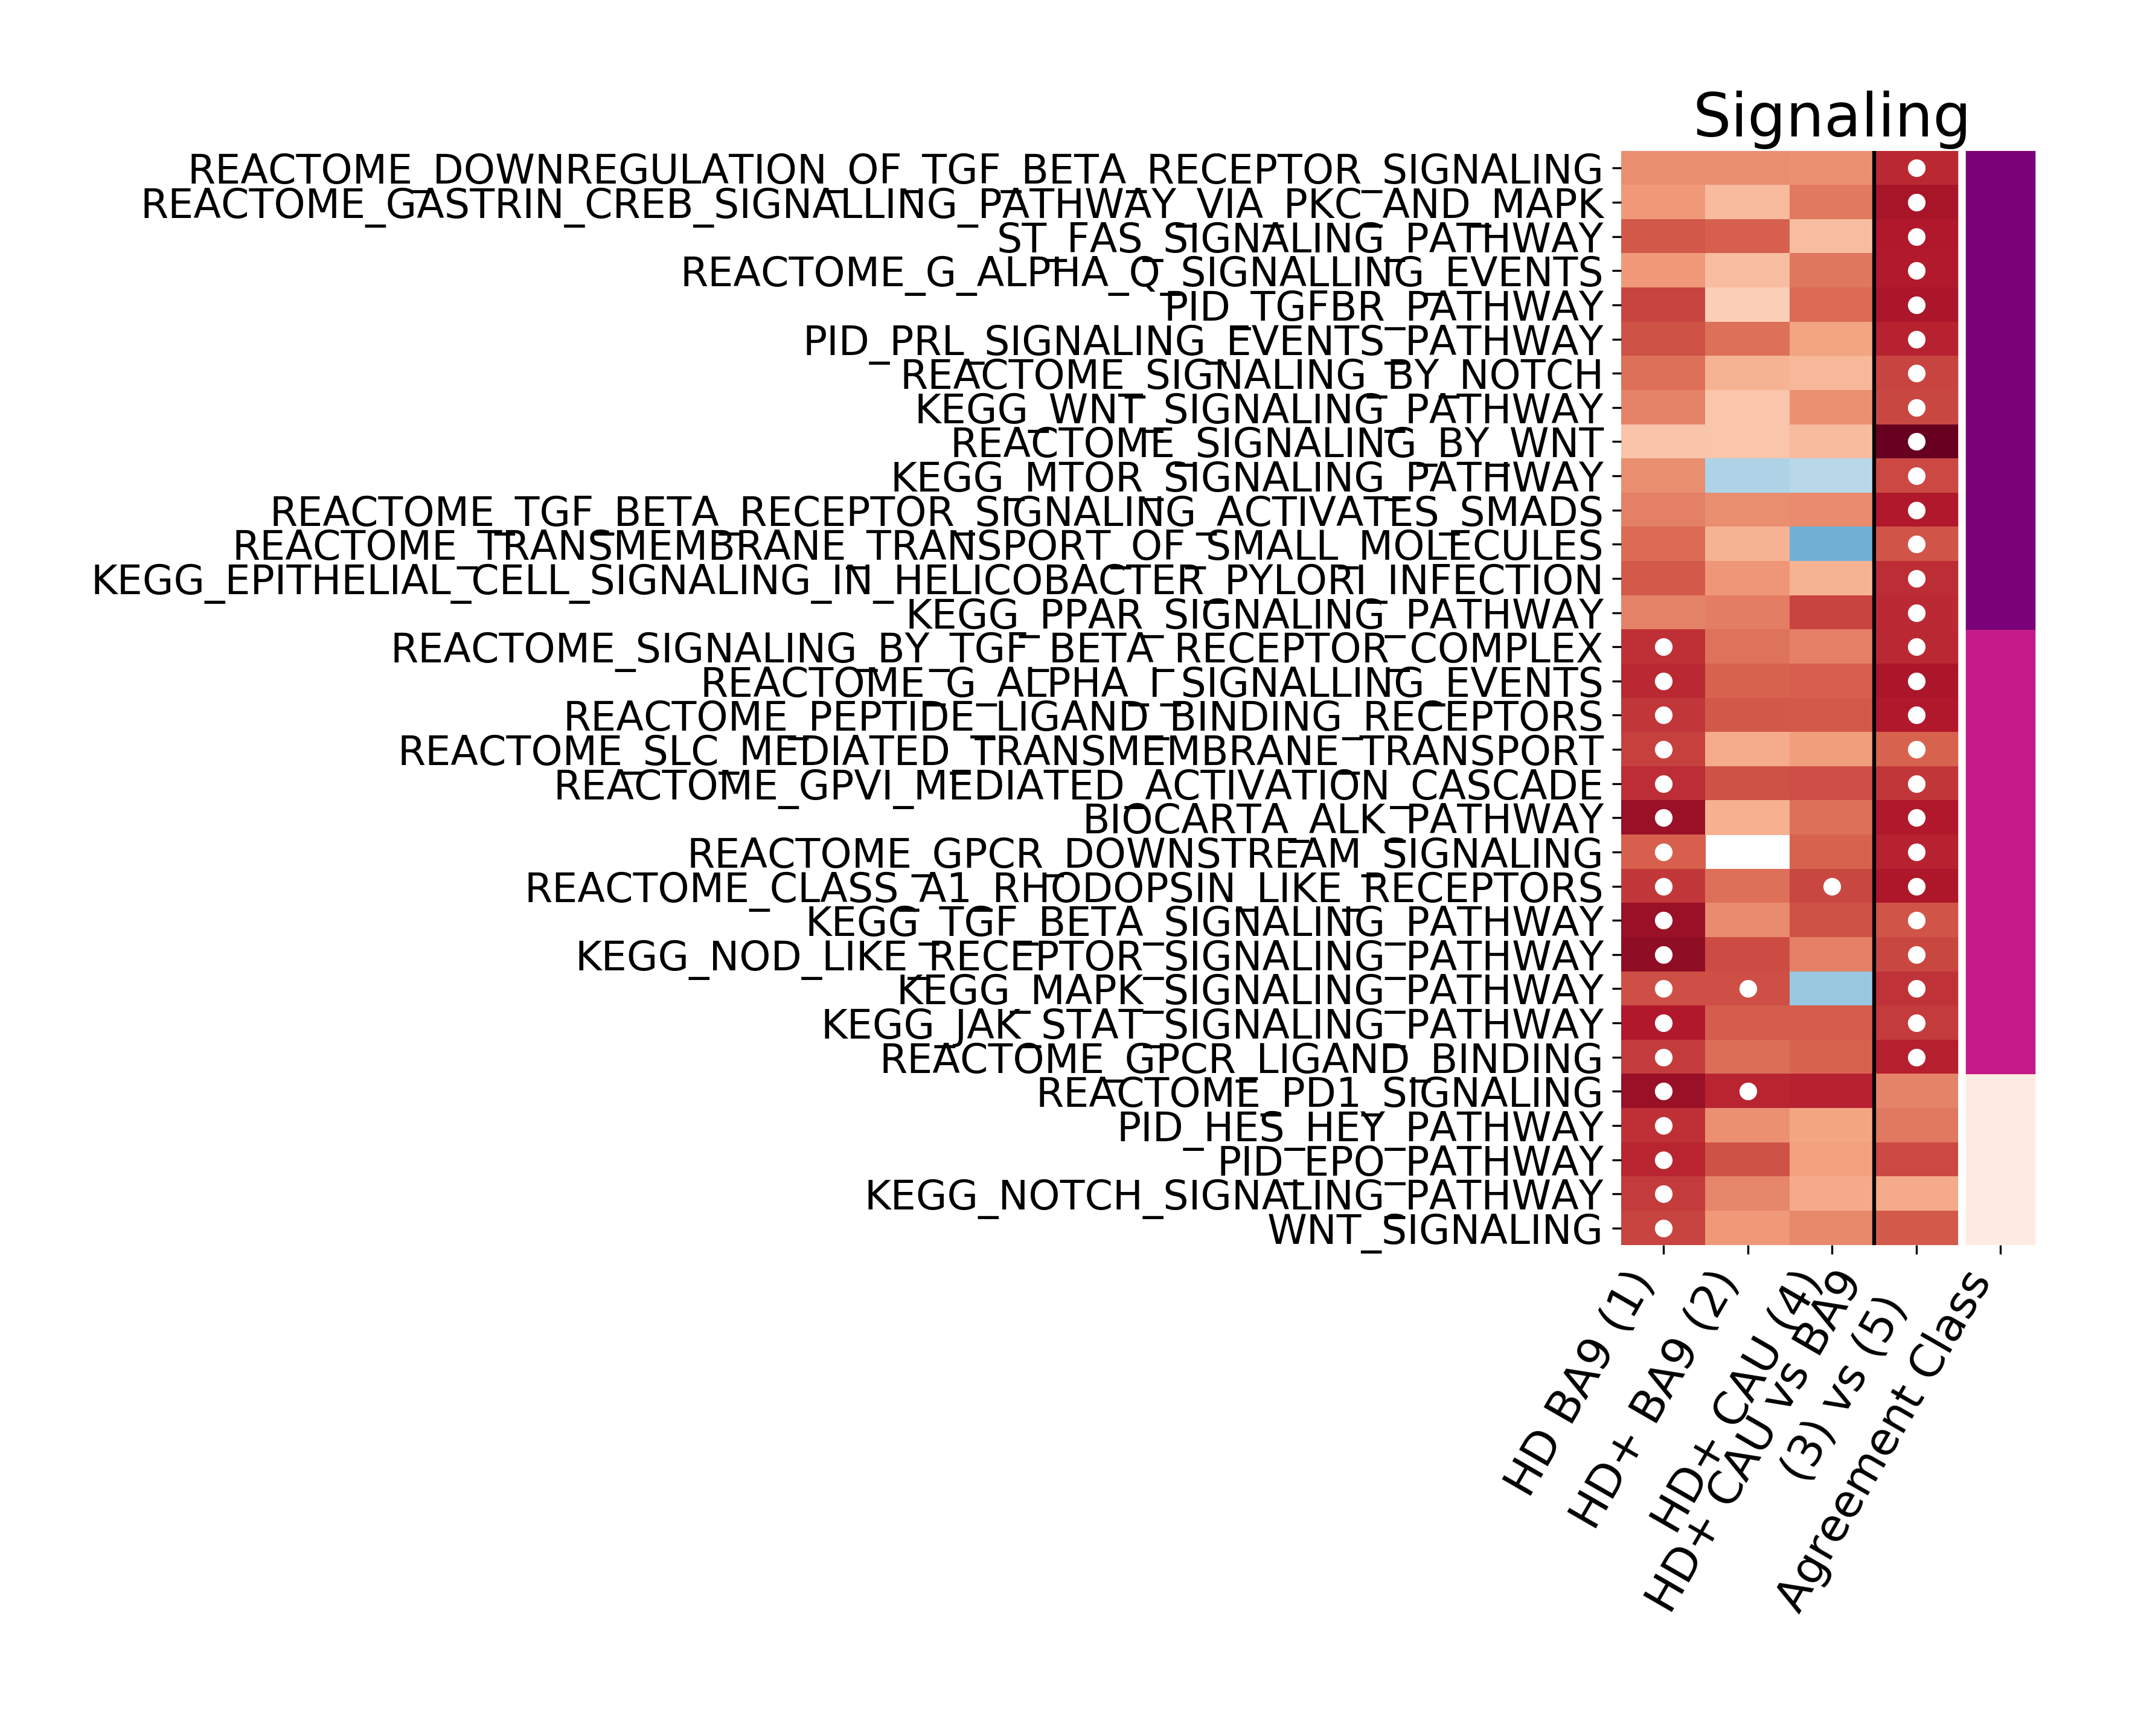 Signaling
REACTOME_DOWNREGULATION_OF_TGF_BETA_RECEPTOR_SIGNALING
REACTOME_GASTRIN_CREB_SIGNALLING_PATHWAY_VIA_PKC_AND_MAPK
ST_FAS_SIGNALING_PATHWAY
REACTOME_G_ALPHA_Q_SIGNALLING_EVENTS
PID_TGFBR_PATHWAY
PID_PRL_SIGNALING_EVENTS_PATHWAY
REACTOME_SIGNALING_BY_NOTCH
KEGG_WNT_SIGNALING_PATHWAY
REACTOME_SIGNALING_BY_WNT
KEGG_MTOR_SIGNALING_PATHWAY
REACTOME_TGF_BETA_RECEPTOR_SIGNALING_ACTIVATES_SMADS
REACTOME_TRANSMEMBRANE_TRANSPORT_OF_SMALL_MOLECULES
KEGG_EPITHELIAL_CELL_SIGNALING_IN_HELICOBACTER_PYLORI_INFECTION
KEGG_PPAR_SIGNALING_PATHWAY
REACTOME_SIGNALING_BY_TGF_BETA_RECEPTOR_COMPLEX
REACTOME_G_ALPHA_I_SIGNALLING_EVENTS
REACTOME_PEPTIDE_LIGAND_BINDING_RECEPTORS
REACTOME_SLC_MEDIATED_TRANSMEMBRANE_TRANSPORT
REACTOME_GPVI_MEDIATED_ACTIVATION_CASCADE
BIOCARTA_ALK_PATHWAY
REACTOME_GPCR_DOWNSTREAM_SIGNALING
REACTOME_CLASS_A1_RHODOPSIN_LIKE_RECEPTORS
KEGG_TGF_BETA_SIGNALING_PATHWAY
KEGG_NOD_LIKE_RECEPTOR_SIGNALING_PATHWAY
KEGG_MAPK_SIGNALING_PATHWAY
KEGG_JAK_STAT_SIGNALING_PATHWAY
REACTOME_GPCR_LIGAND_BINDING
REACTOME_PD1_SIGNALING
PID_HES_HEY_PATHWAY
PID_EPO_PATHWAY
KEGG_NOTCH_SIGNALING_PATHWAY
WNT_SIGNALING
HD BA9 (1)
HD+ BA9 (2)
HD+ CAU (4)
HD+ CAU vs BA9
(3) vs (5)
Agreement Class